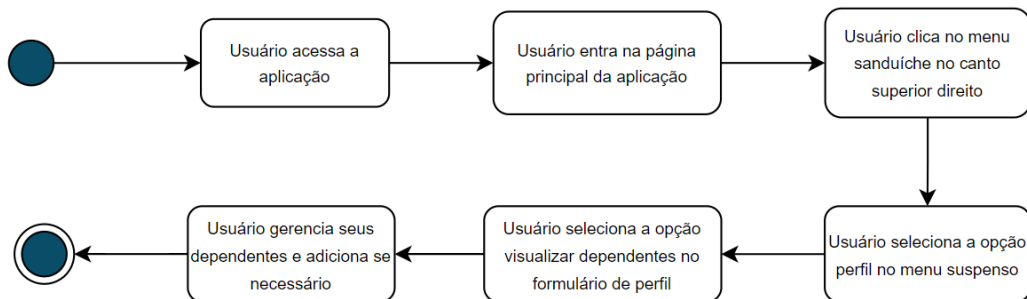 Usuário acessa a
aplicação
Usuário entra na página
principal da aplicação
Usuário clica no menu
sanduíche no canto
superior direito
Usuário seleciona a opção
perfil no menu suspenso
Usuário seleciona a opção
visualizar dependentes no
formulário de perfil
Usuário gerencia seus
dependentes e adiciona se
necessário